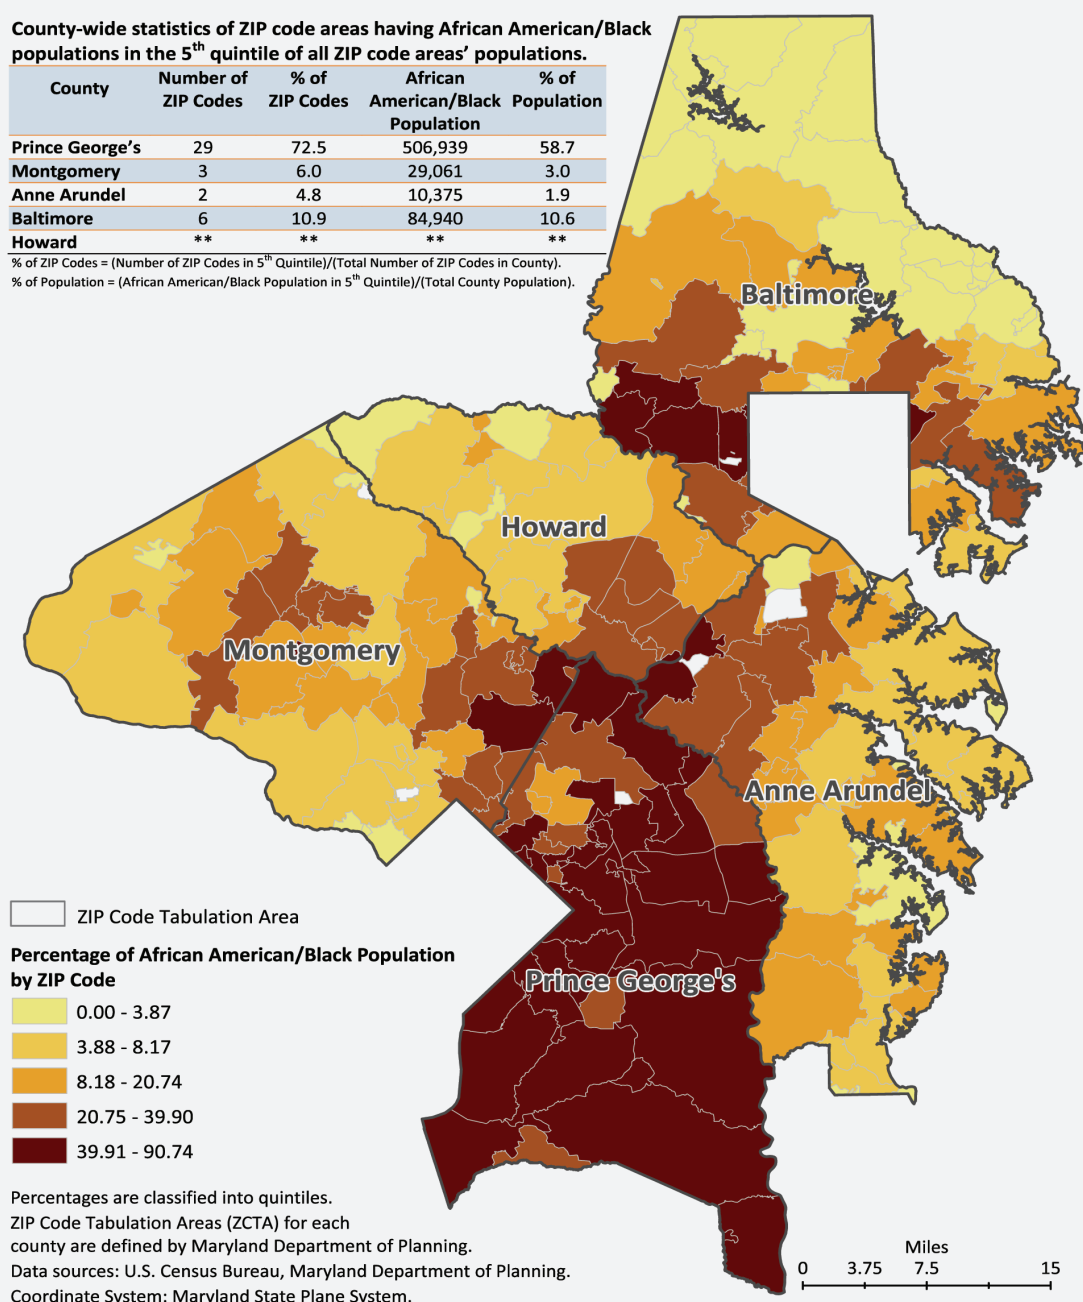 County-wide statistics of ZIP code areas having African American/Black
populations in the 5th quintile of all ZIP code areas’ populations.
County Number of ZIP Codes % of ZIP Codes African American/Black Population % of Population
Prince George’s 29 72.5 506,939 58.7
Montgomery 3 6.0 29,061 3.0
Anne Arundel 2 4.8 10,375 1.9
Baltimore 6 10.9 84,940 10.6
Howard ** ** ** **
% of ZIP Codes = (Number of ZIP Codes in 5th Quintile)/(Total Number of ZIP Codes in County).
% of Population = (African American/Black Population in 5th Quintile)/(Total County Population).
Baltimore
Howard
Montgomery
Anne Arundel
Prince George's
ZIP Code Tabulation Area
Percentage of African American/Black Population
by ZIP Code
0.00 - 3.87
3.88 - 8.17
8.18 - 20.74
20.75 - 39.90
39.91 - 90.74
Percentages are classified into quintiles.
ZIP Code Tabulation Areas (ZCTA) for each
county are defined by Maryland Department of Planning.
Data sources: U.S. Census Bureau, Maryland Department of Planning.
Coordinate System: Maryland State Plane System.
Miles
0 3.75 7.5 15